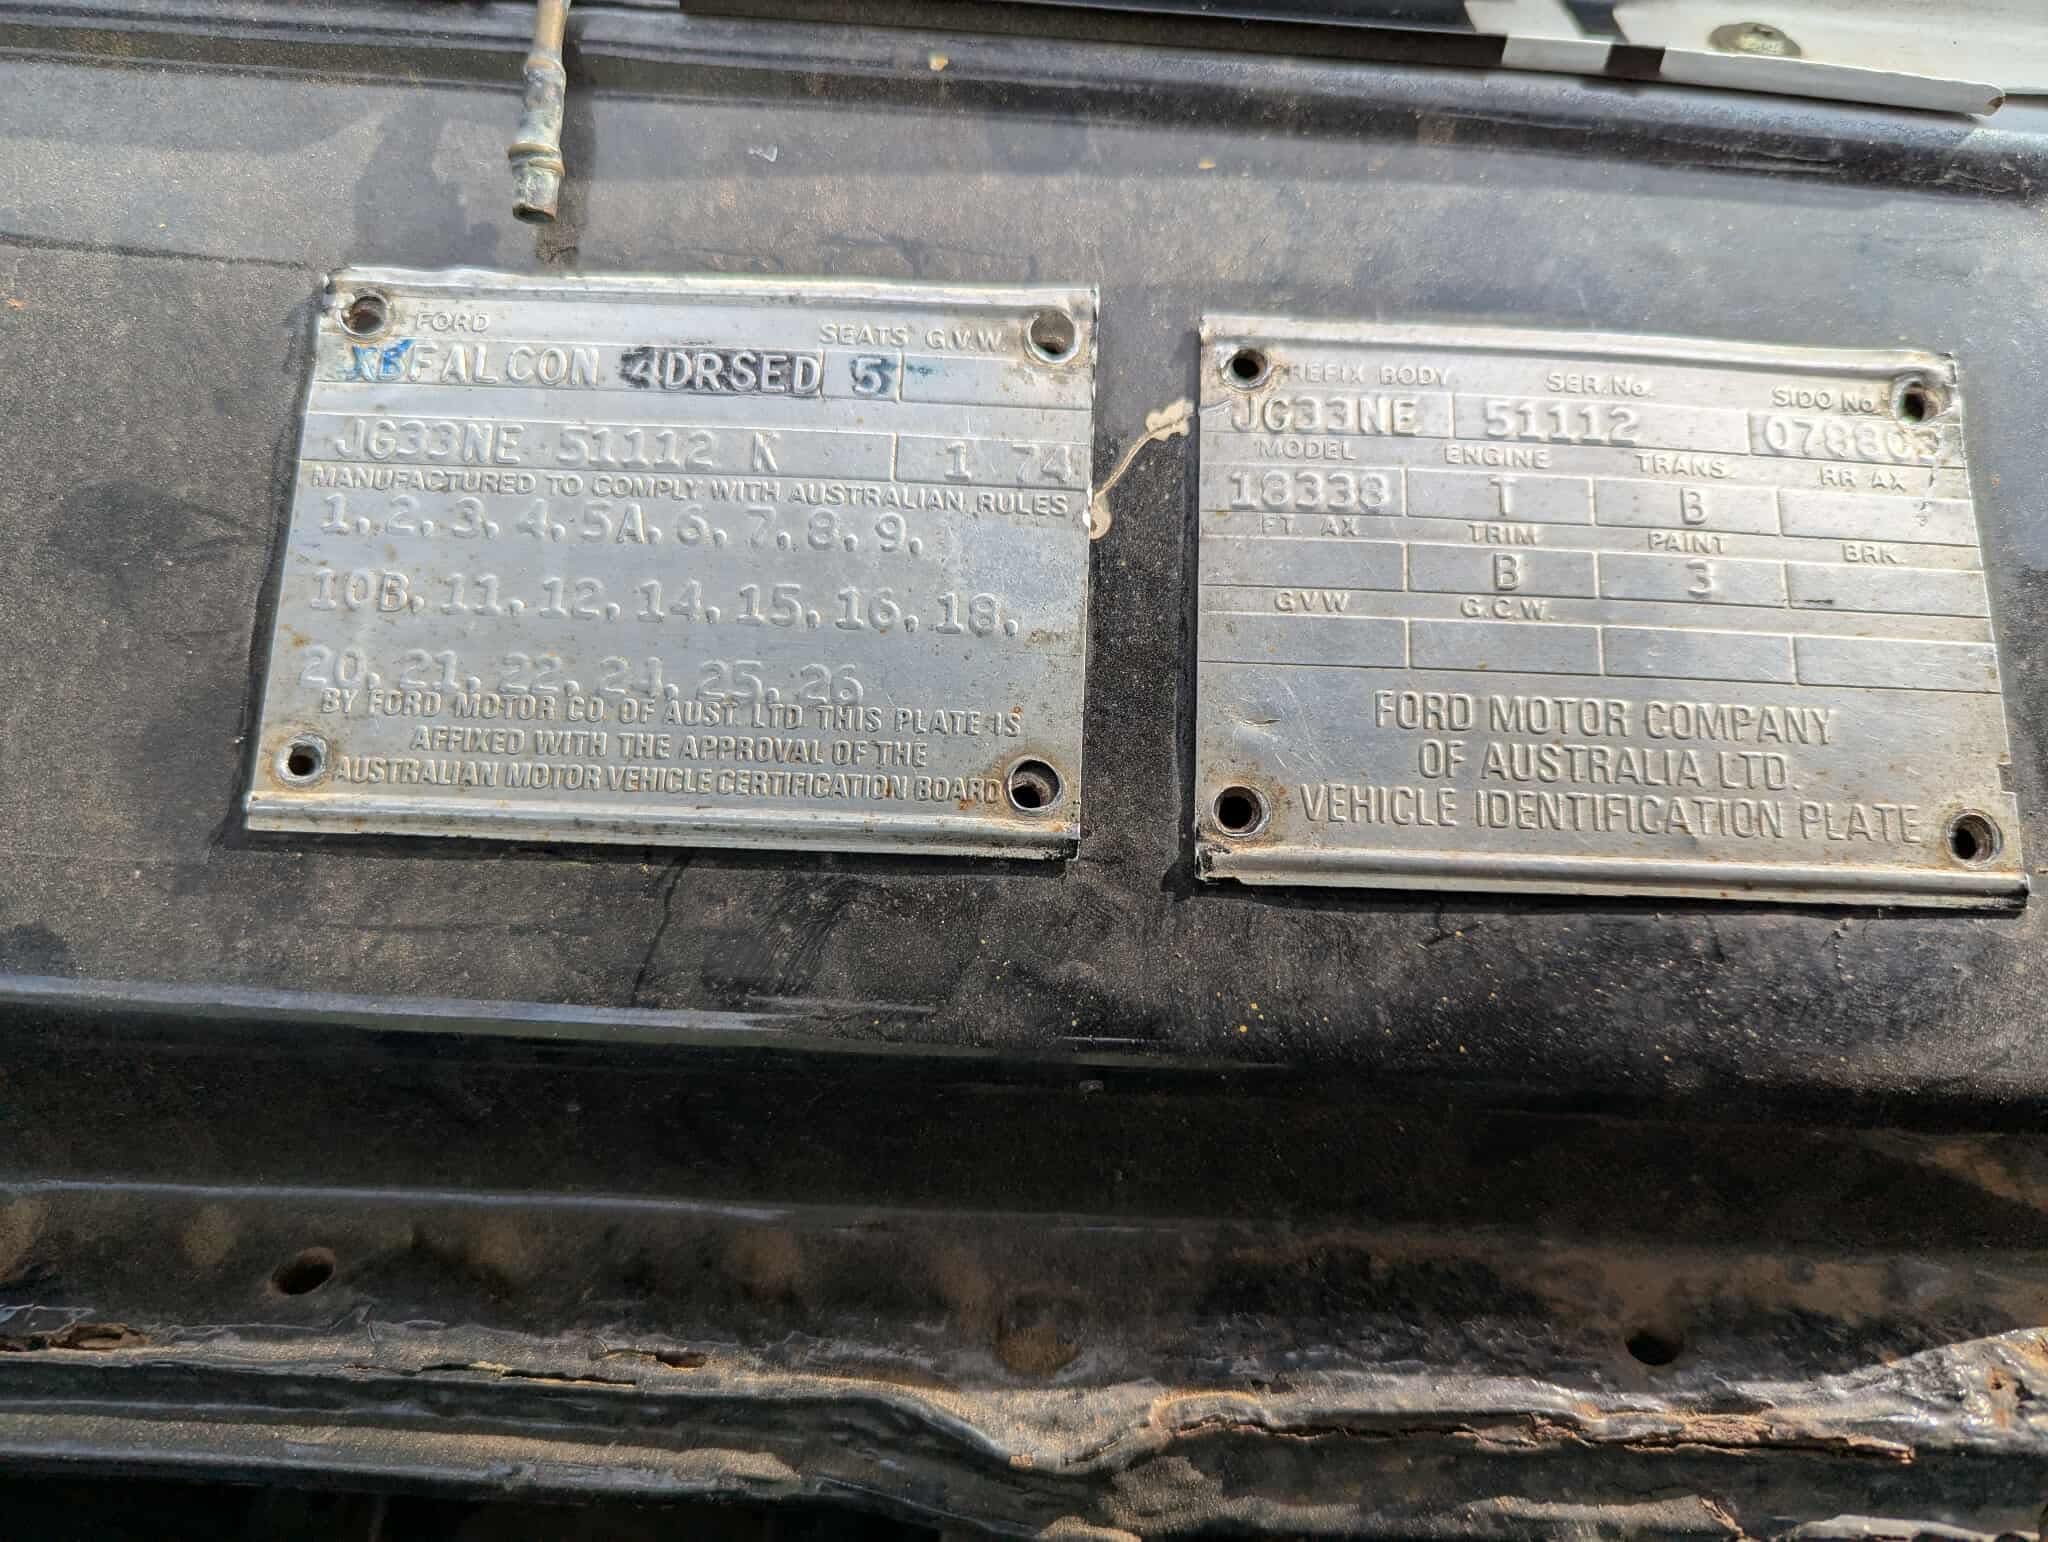 FORD SEATS G.V.W.
XB FALCON 4DRSED 5
JG33NE 51112 K 1 74
MANUFACTURED TO COMPLY WITH AUSTRALIAN RULES
1.2.3.4.5A.6.7.8.9.
10B.11.12.14.15.16.18.
20.21.22.24.25.26
BY FORD MOTOR CO. OF AUST. LTD THIS PLATE IS
AFFIXED WITH THE APPROVAL OF THE
AUSTRALIAN MOTOR VEHICLE CERTIFICATION BOARD
REFIX BODY SER.No. SIDO No.
JG33NE 51112
MODEL ENGINE TRANS. RR AX
18338 T B
FT. AX TRIM PAINT BRK
B 3
GVW G.C.W.
FORD MOTOR COMPANY
OF AUSTRALIA LTD.
VEHICLE IDENTIFICATION PLATE